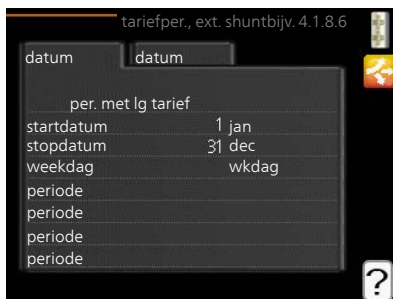 tariefper., ext. shuntbijv. 4.1.8.6
datum datum
per. met lg tarief
startdatum 1 jan
stopdatum 31 dec
weekdag wkdag
periode
periode
periode
periode
?